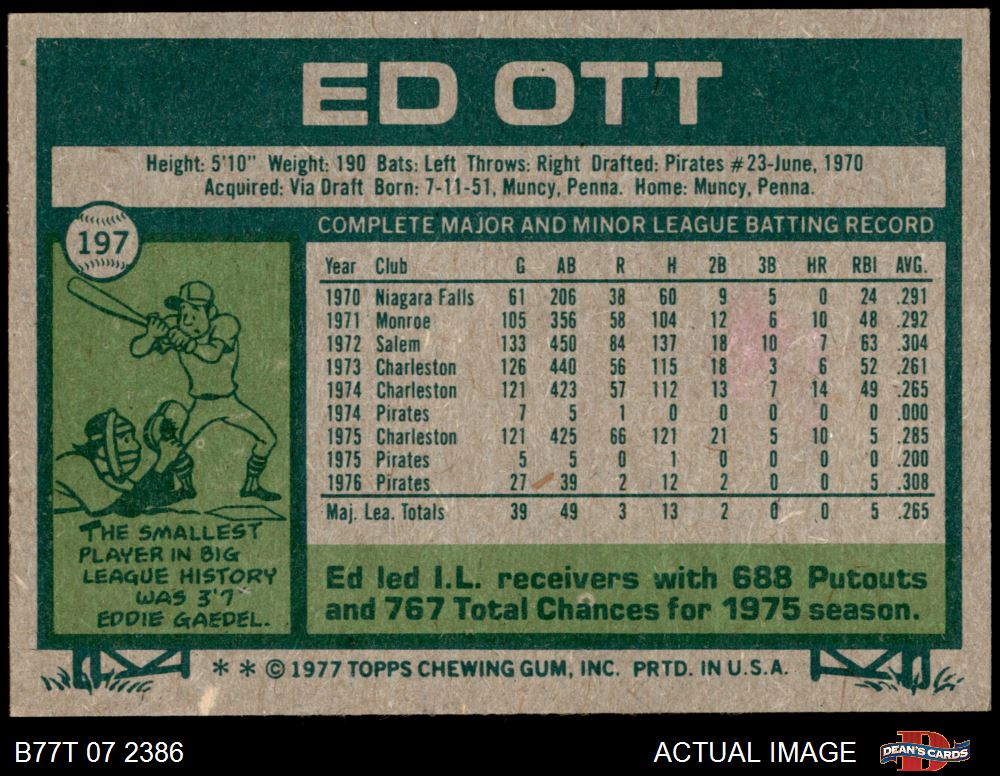 ED OTT
Height: 5'10" Weight: 190 Bats: Left Throws: Right Drafted: Pirates #23-June, 1970
Acquired: Via Draft Born: 7-11-51, Muncy, Penna. Home: Muncy, Penna.
197
COMPLETE MAJOR AND MINOR LEAGUE BATTING RECORD
Year Club G AB R H 2B 3B HR RBI AVG.
1970 Niagara Falls 61 206 38 60 9 5 0 24 .291
1971 Monroe 105 356 58 104 12 6 10 48 .292
1972 Salem 133 450 84 137 18 10 7 63 .304
1973 Charleston 126 440 56 115 18 3 6 52 .261
1974 Charleston 121 423 57 112 13 7 14 49 .265
1974 Pirates 7 5 1 0 0 0 0 0 .000
1975 Charleston 121 425 66 121 21 5 10 5 .285
1975 Pirates 5 5 0 1 0 0 0 0 .200
1976 Pirates 27 39 2 12 2 0 0 5 .308
Maj. Lea. Totals 39 49 3 13 2 0 0 5 .265
THE SMALLEST
PLAYER IN BIG
LEAGUE HISTORY
WAS 3'7"
EDDIE GAEDEL.
Ed led I.L. receivers with 688 Putouts
and 767 Total Chances for 1975 season.
* * © 1977 TOPPS CHEWING GUM, INC. PRTD. IN U.S.A.
B77T 07 2386
ACTUAL IMAGE
D
DEAN'S CARDS